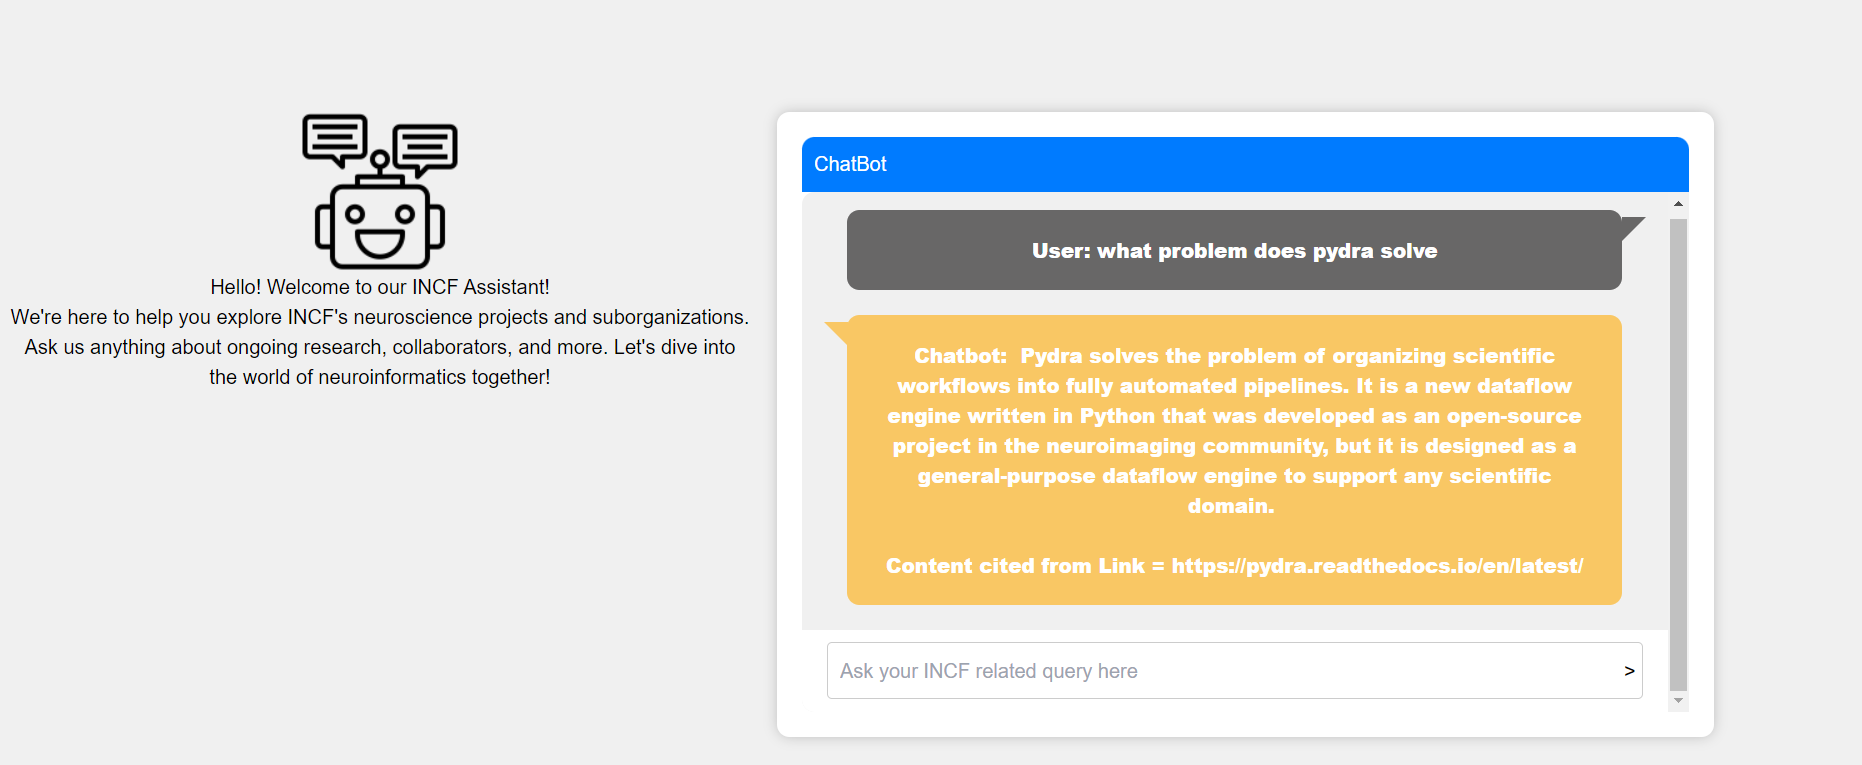 Hello! Welcome to our INCF Assistant!
We're here to help you explore INCF's neuroscience projects and suborganizations.
Ask us anything about ongoing research, collaborators, and more. Let's dive into
the world of neuroinformatics together!
ChatBot
User: what problem does pydra solve
Chatbot:  Pydra solves the problem of organizing scientific
workflows into fully automated pipelines. It is a new dataflow
engine written in Python that was developed as an open-source
project in the neuroimaging community, but it is designed as a
general-purpose dataflow engine to support any scientific
domain.
Content cited from Link = https://pydra.readthedocs.io/en/latest/
Ask your INCF related query here
>